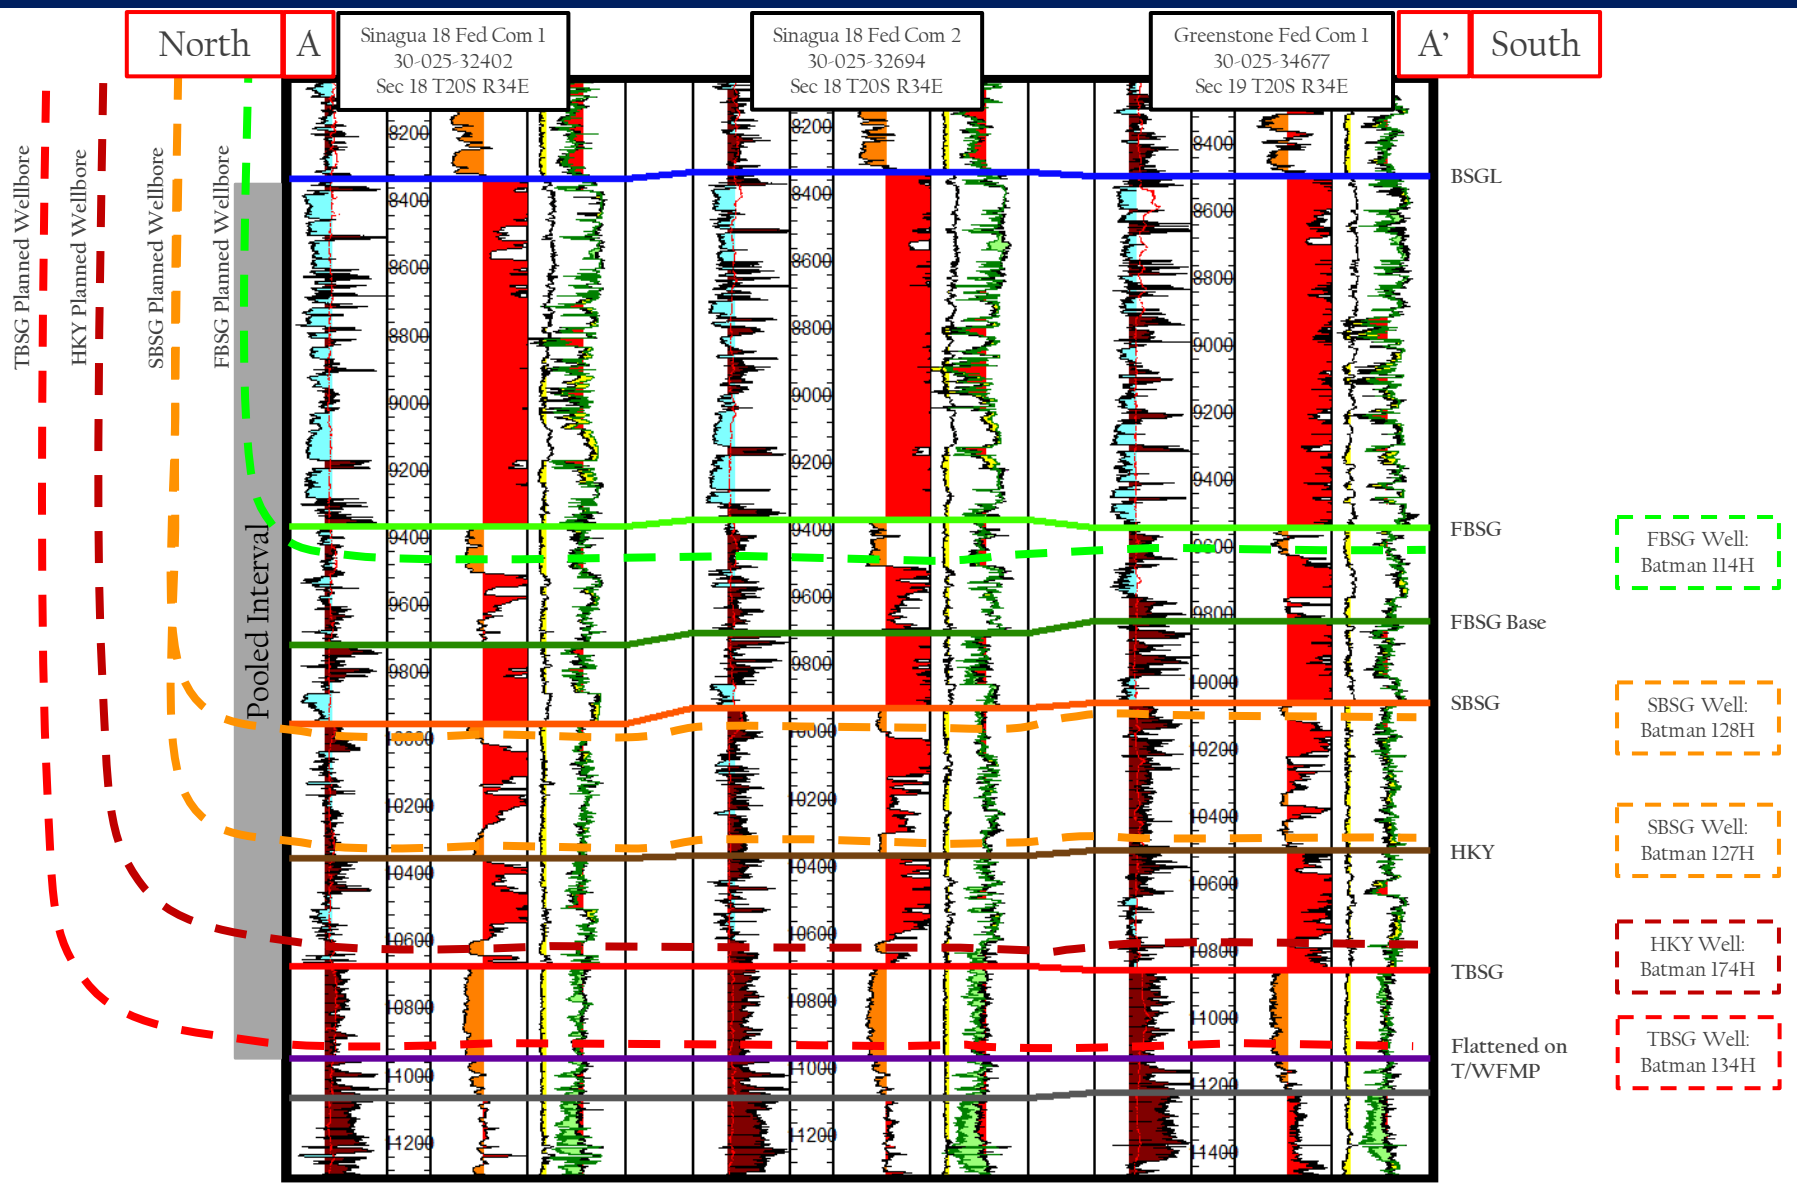 North
A
Sinagua 18 Fed Com 1
30-025-32402
Sec 18 T20S R34E
Sinagua 18 Fed Com 2
30-025-32694
Sec 18 T20S R34E
Greenstone Fed Com 1
30-025-34677
Sec 19 T20S R34E
A'
South
TBSG Planned Wellbore
HKY Planned Wellbore
SBSG Planned Wellbore
FBSG Planned Wellbore
Pooled Interval
8200
8400
8600
8800
9000
9200
9400
9600
9800
10000
10200
10400
10600
10800
11000
11200
8200
8400
8600
8800
9000
9200
9400
9600
9800
10000
10200
10400
10600
10800
11000
11200
8400
8600
8800
9000
9200
9400
9600
9800
10000
10200
10400
10600
10800
11000
11200
11400
BSGL
FBSG
FBSG Base
SBSG
HKY
TBSG
Flattened on
T/WFMP
FBSG Well:
Batman 114H
SBSG Well:
Batman 128H
SBSG Well:
Batman 127H
HKY Well:
Batman 174H
TBSG Well:
Batman 134H